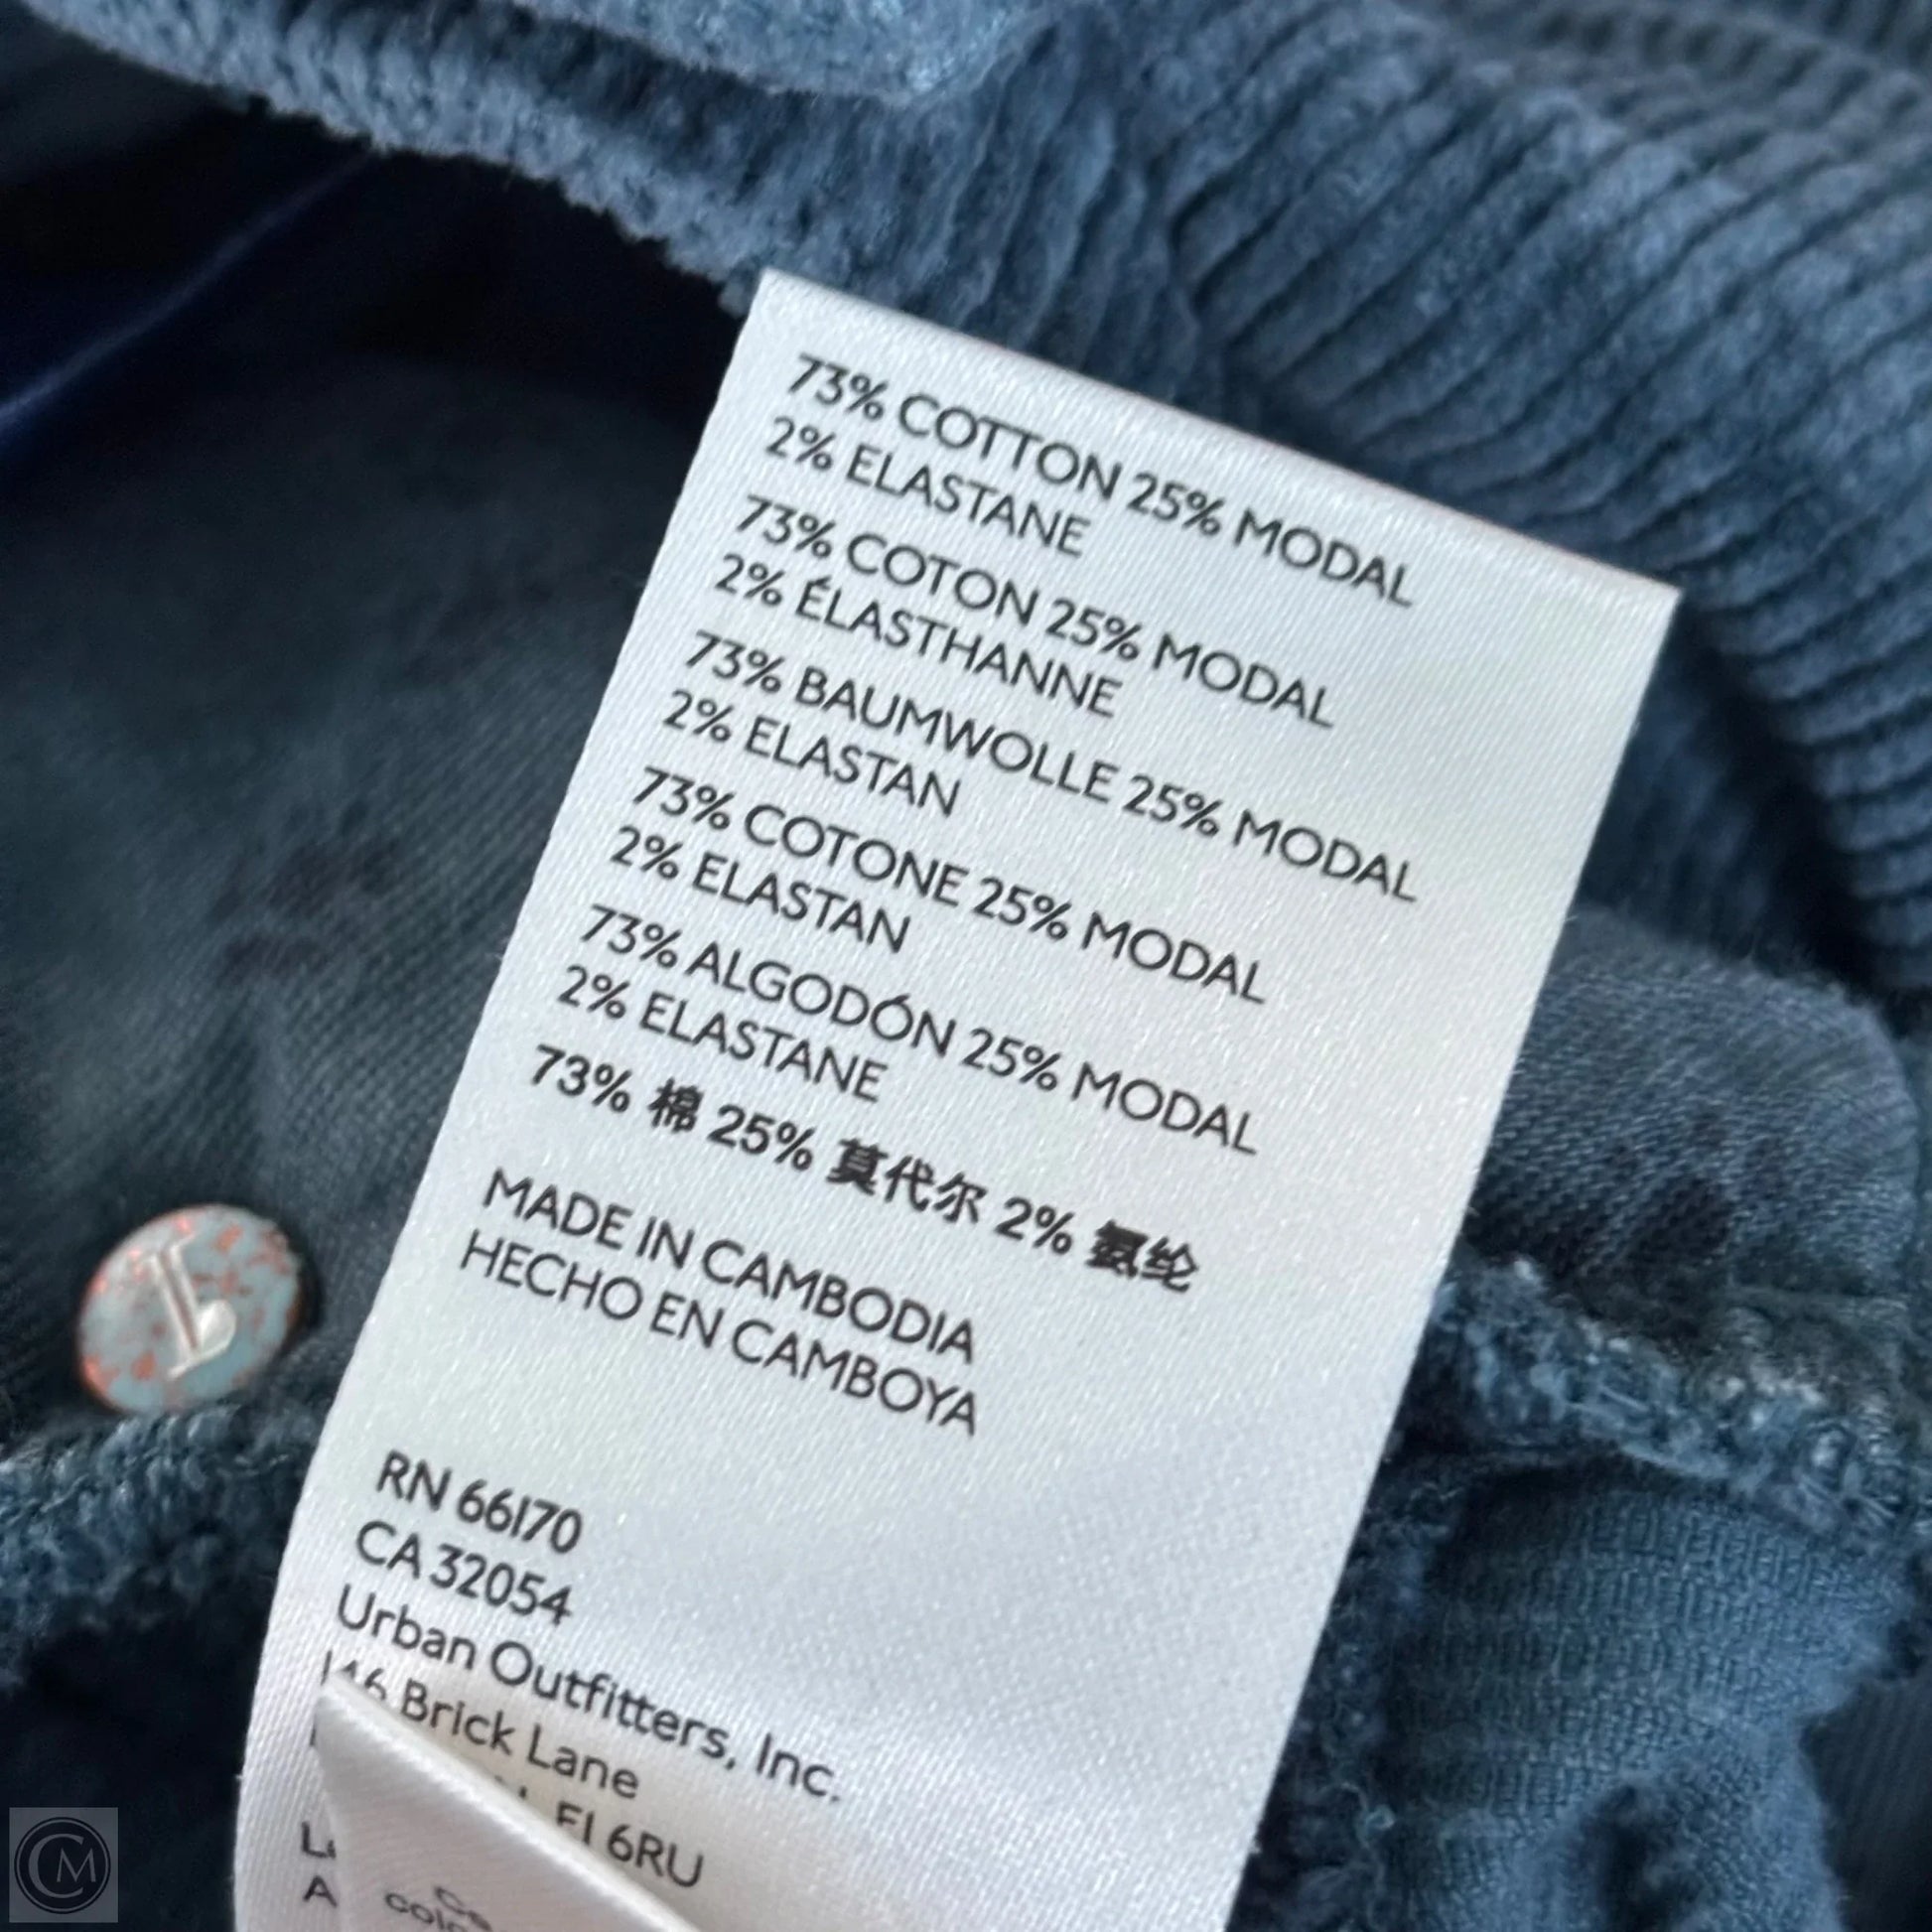 73% COTTON 25% MODAL
2% ELASTANE
73% COTON 25% MODAL
2% ÉLASTHANNE
73% BAUMWOLLE 25% MODAL
2% ELASTAN
73% COTONE 25% MODAL
2% ELASTAN
73% ALGODÓN 25% MODAL
2% ELASTANE
73% 棉 25% 莫代尔 2% 氨纶
MADE IN CAMBODIA
HECHO EN CAMBOYA
RN 66170
CA 32054
Urban Outfitters, Inc.
146 Brick Lane
E1 6RU
CM